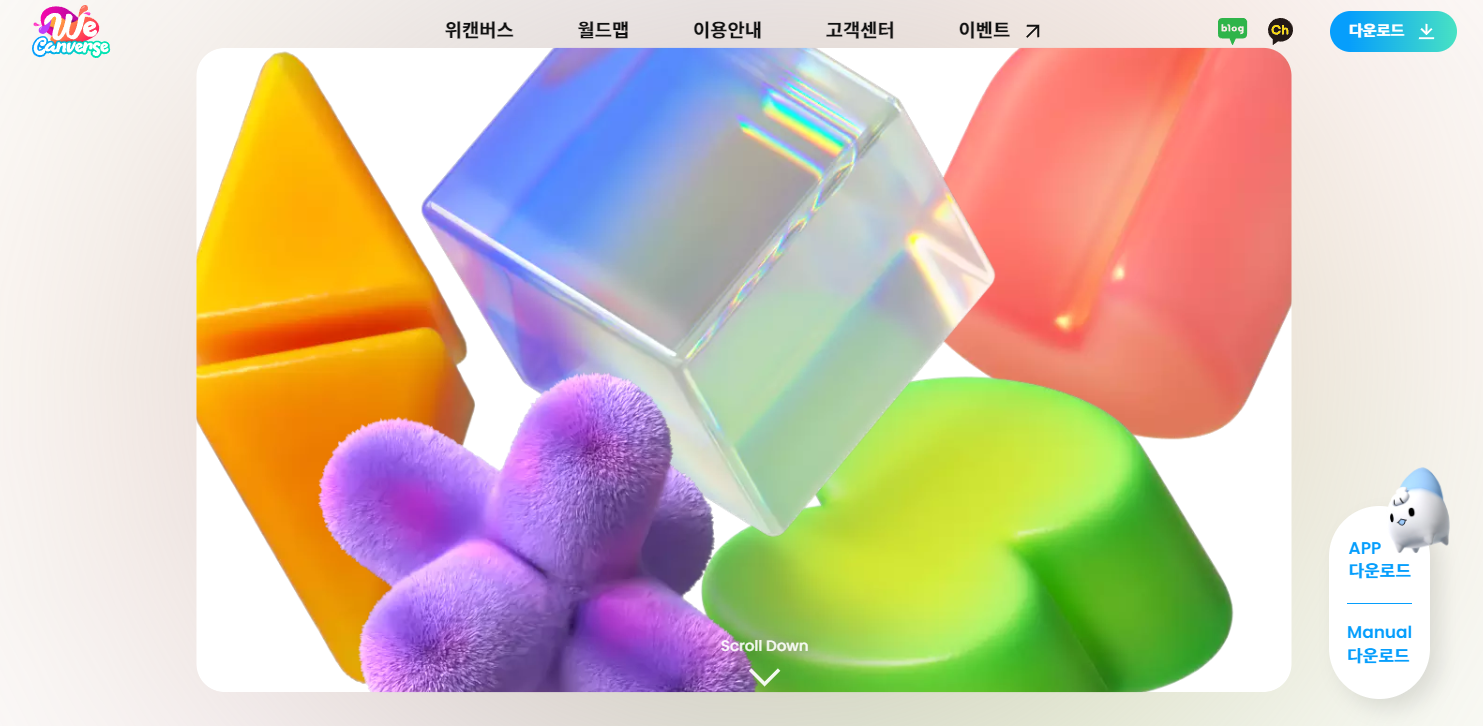 We
Canverse
위캔버스
월드맵
이용안내
고객센터
이벤트
blog
Ch
다운로드
Scroll Down
APP
다운로드
Manual
다운로드